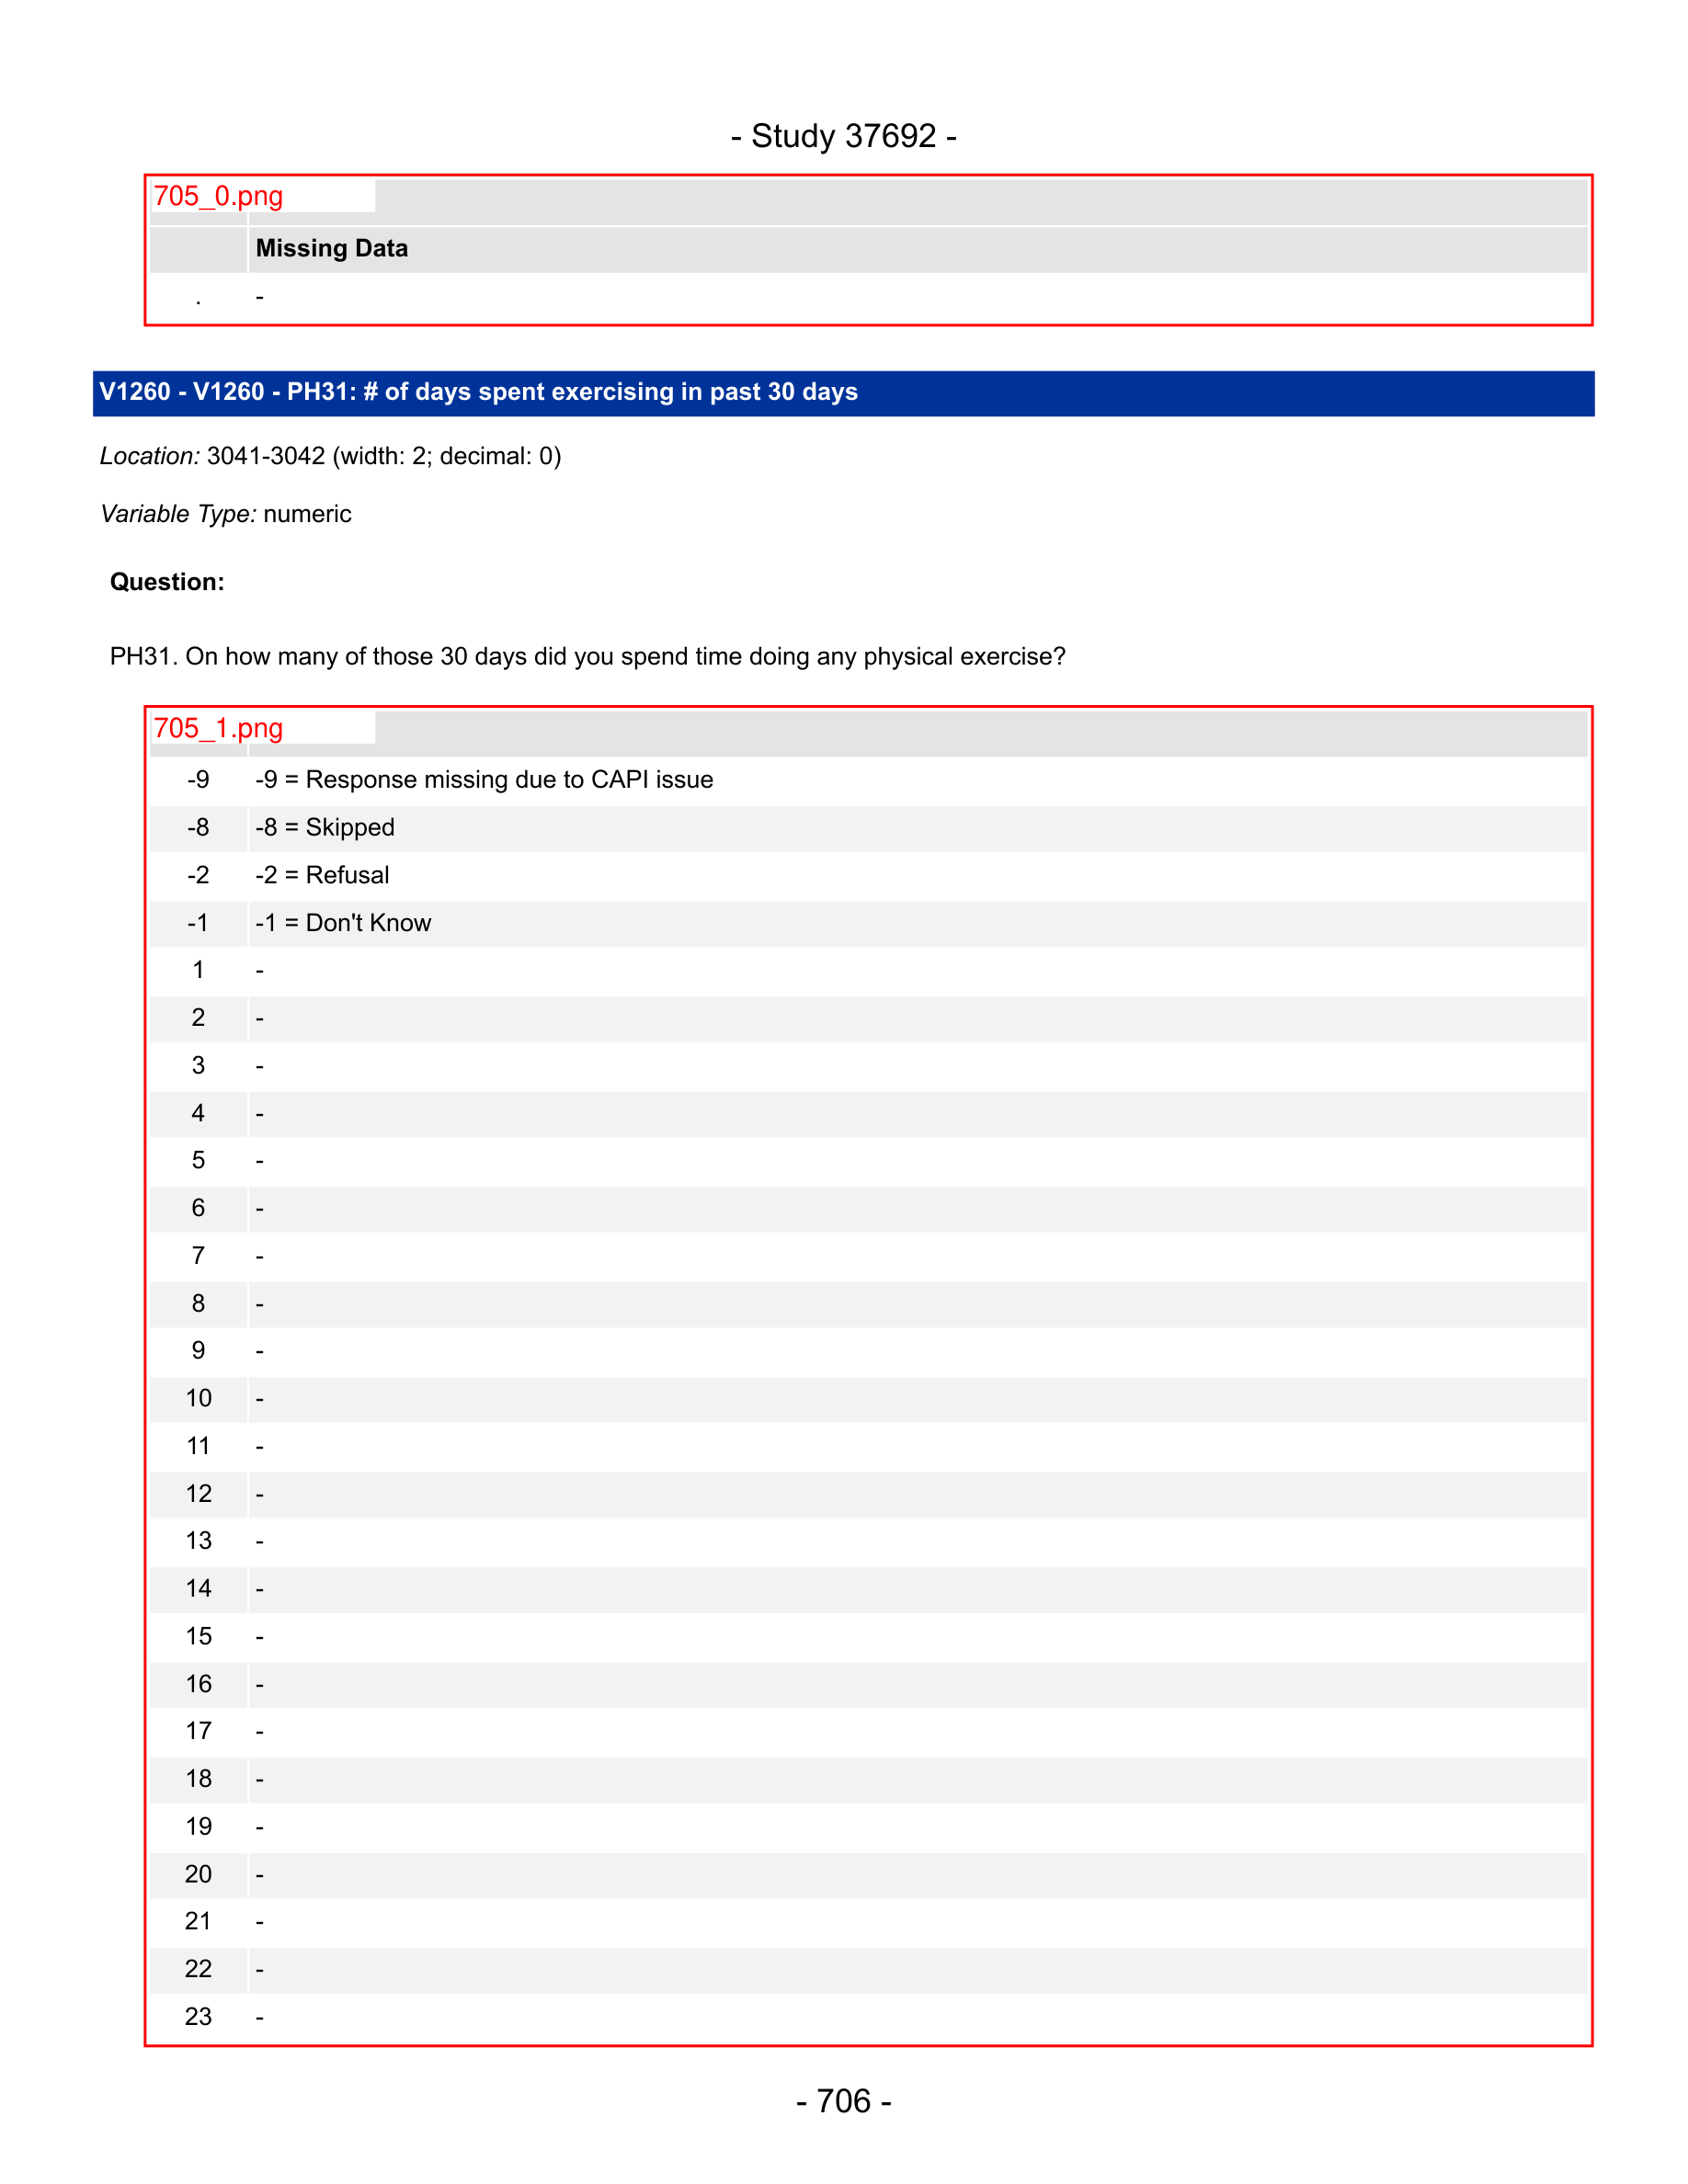 - Study 37692 -
705_0.png
Missing Data
. -
V1260 - V1260 - PH31: # of days spent exercising in past 30 days
Location: 3041-3042 (width: 2; decimal: 0)
Variable Type: numeric
Question:
PH31. On how many of those 30 days did you spend time doing any physical exercise?
705_1.png
-9 -9 = Response missing due to CAPI issue
-8 -8 = Skipped
-2 -2 = Refusal
-1 -1 = Don't Know
1 -
2 -
3 -
4 -
5 -
6 -
7 -
8 -
9 -
10 -
11 -
12 -
13 -
14 -
15 -
16 -
17 -
18 -
19 -
20 -
21 -
22 -
23 -
- 706 -